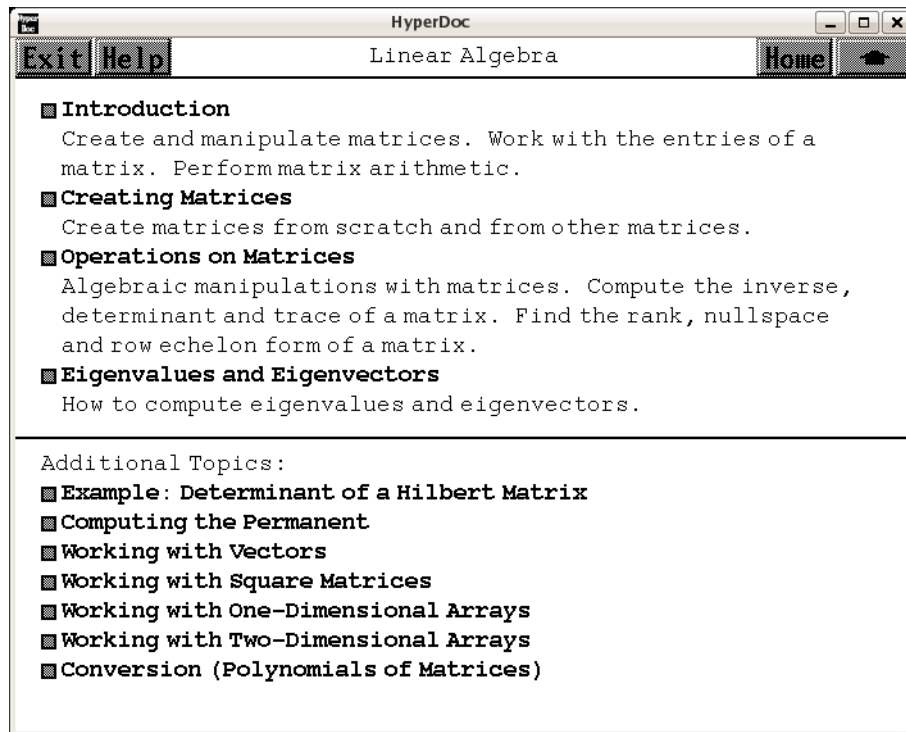 Hyper
Doc
HyperDoc
Exit Help Linear Algebra Home
Introduction
Create and manipulate matrices. Work with the entries of a
matrix. Perform matrix arithmetic.
Creating Matrices
Create matrices from scratch and from other matrices.
Operations on Matrices
Algebraic manipulations with matrices. Compute the inverse,
determinant and trace of a matrix. Find the rank, nullspace
and row echelon form of a matrix.
Eigenvalues and Eigenvectors
How to compute eigenvalues and eigenvectors.
Additional Topics:
Example: Determinant of a Hilbert Matrix
Computing the Permanent
Working with Vectors
Working with Square Matrices
Working with One-Dimensional Arrays
Working with Two-Dimensional Arrays
Conversion (Polynomials of Matrices)